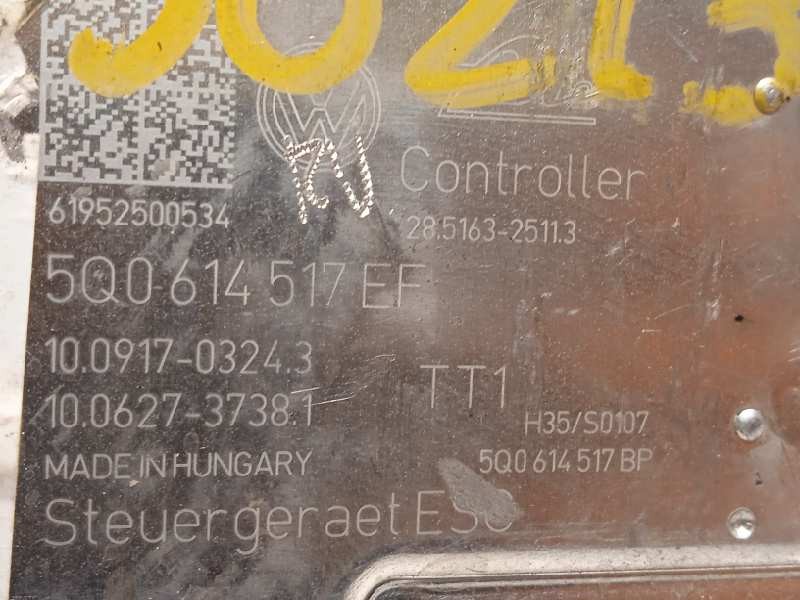 Controller
61952500534
28.5163-2511.3
5Q0 614 517 EF
10.0917-0324.3
TT1
10.0627-3738.1
H35/S0107
MADE IN HUNGARY
5Q0 614 517 BP
Steuergeraet ESC